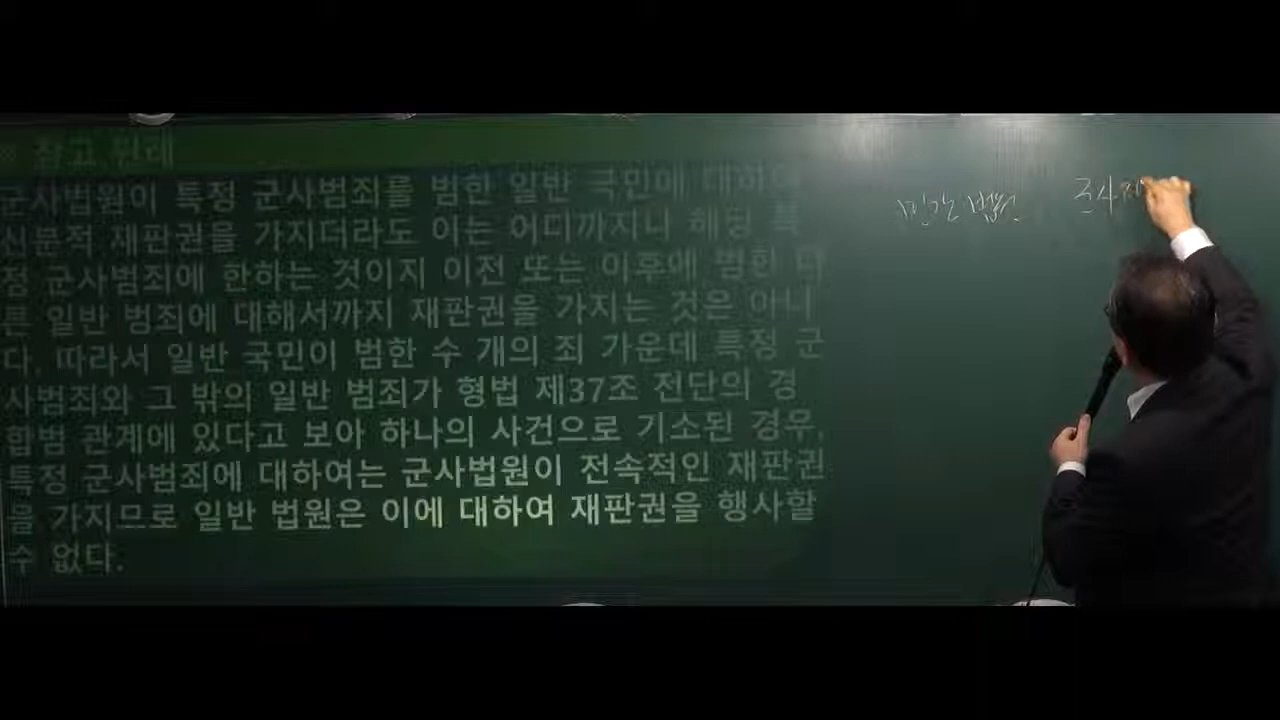 ※ 참고 판례
군사법원이 특정 군사범죄를 범한 일반 국민에 대하여
신분적 재판권을 가지더라도 이는 어디까지나 해당 특
정 군사범죄에 한하는 것이지 이전 또는 이후에 범한 다
른 일반 범죄에 대해서까지 재판권을 가지는 것은 아니
다. 따라서 일반 국민이 범한 수 개의 죄 가운데 특정 군
사범죄와 그 밖의 일반 범죄가 형법 제37조 전단의 경
합범 관계에 있다고 보아 하나의 사건으로 기소된 경우,
특정 군사범죄에 대하여는 군사법원이 전속적인 재판권
을 가지므로 일반 법원은 이에 대하여 재판권을 행사할
수 없다.
민간 법원
군사